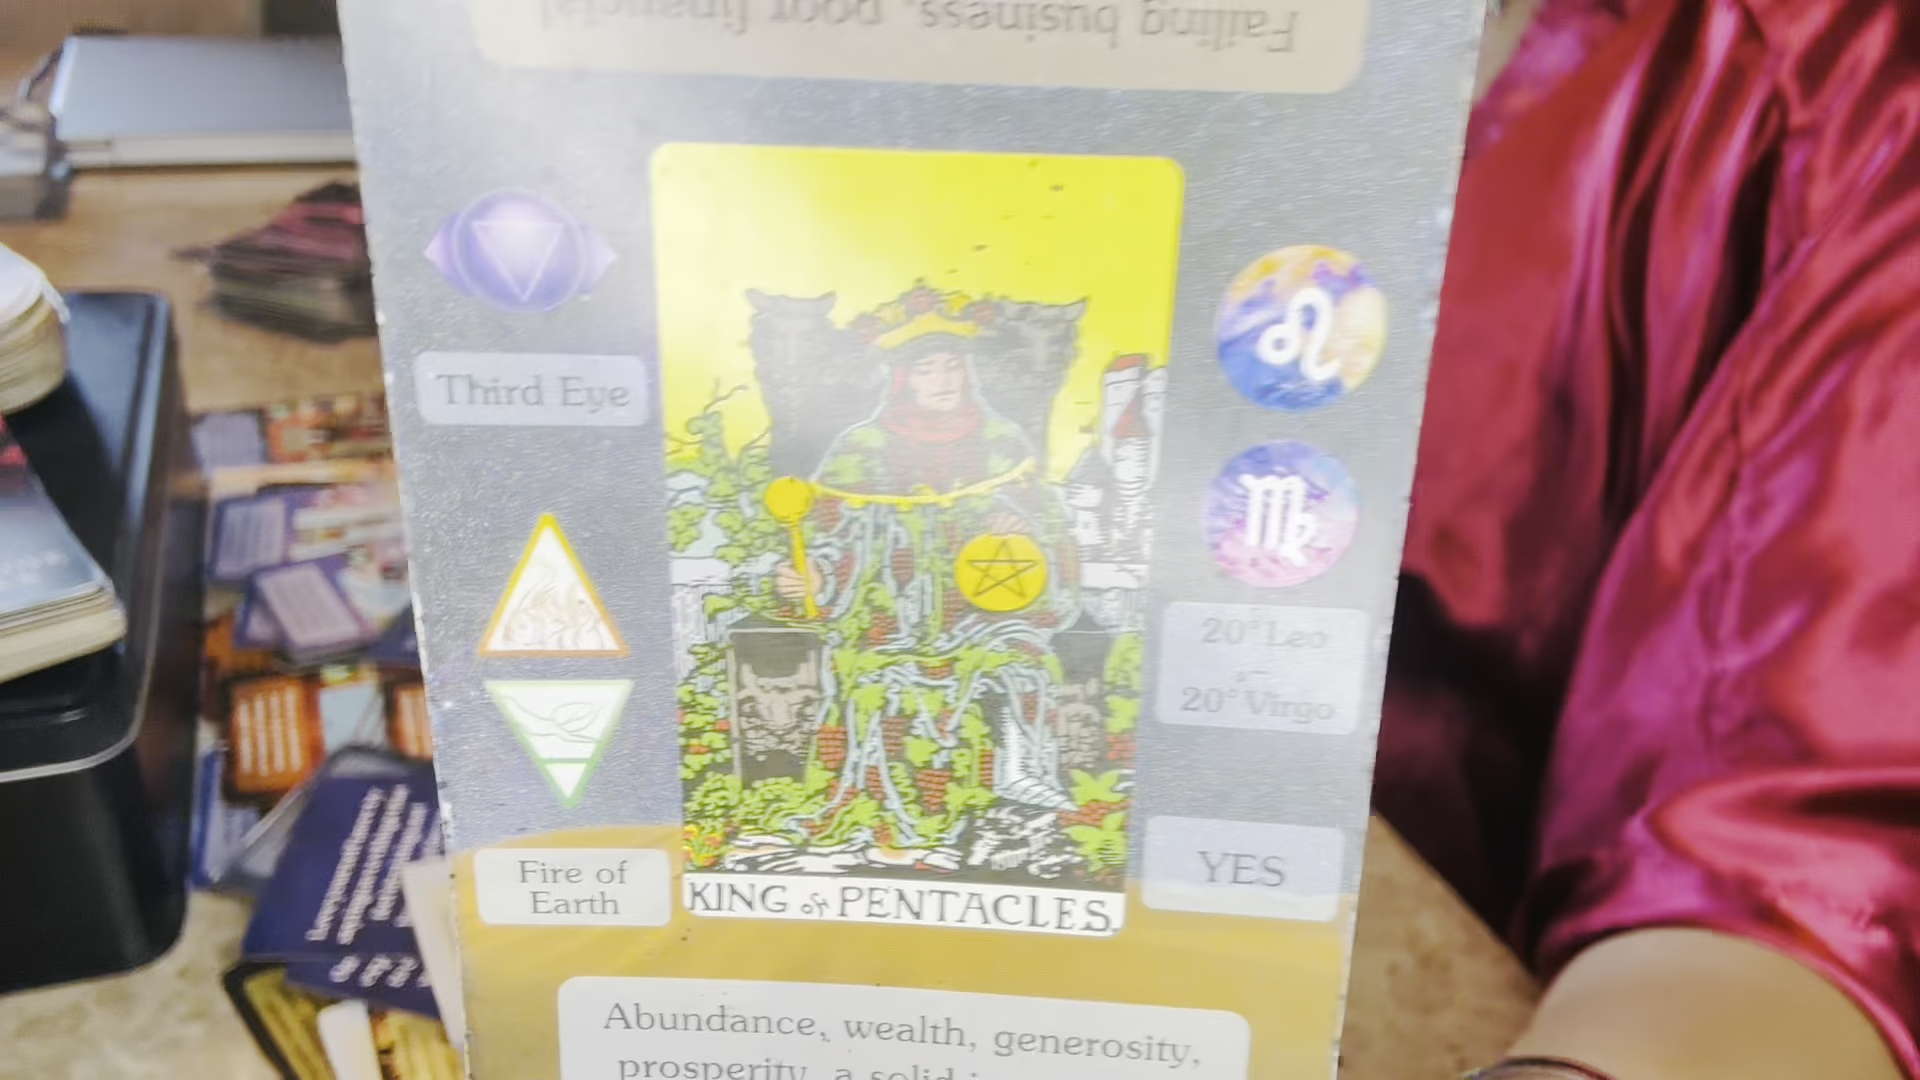 Failing business, poor financial
Third Eye
20° Leo
-
20° Virgo
Fire of
Earth
YES
KING of PENTACLES.
Abundance, wealth, generosity,
prosperity, a solid